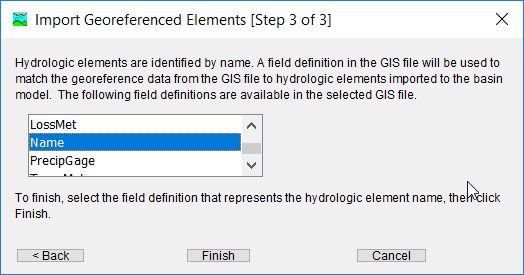 Import Georeferenced Elements [Step 3 of 3]
Hydrologic elements are identified by name. A field definition in the GIS file will be used to
match the georeference data from the GIS file to hydrologic elements imported to the basin
model. The following field definitions are available in the selected GIS file.
LossMet
Name
PrecipGage
To finish, select the field definition that represents the hydrologic element name, then click
Finish.
< Back
Finish
Cancel